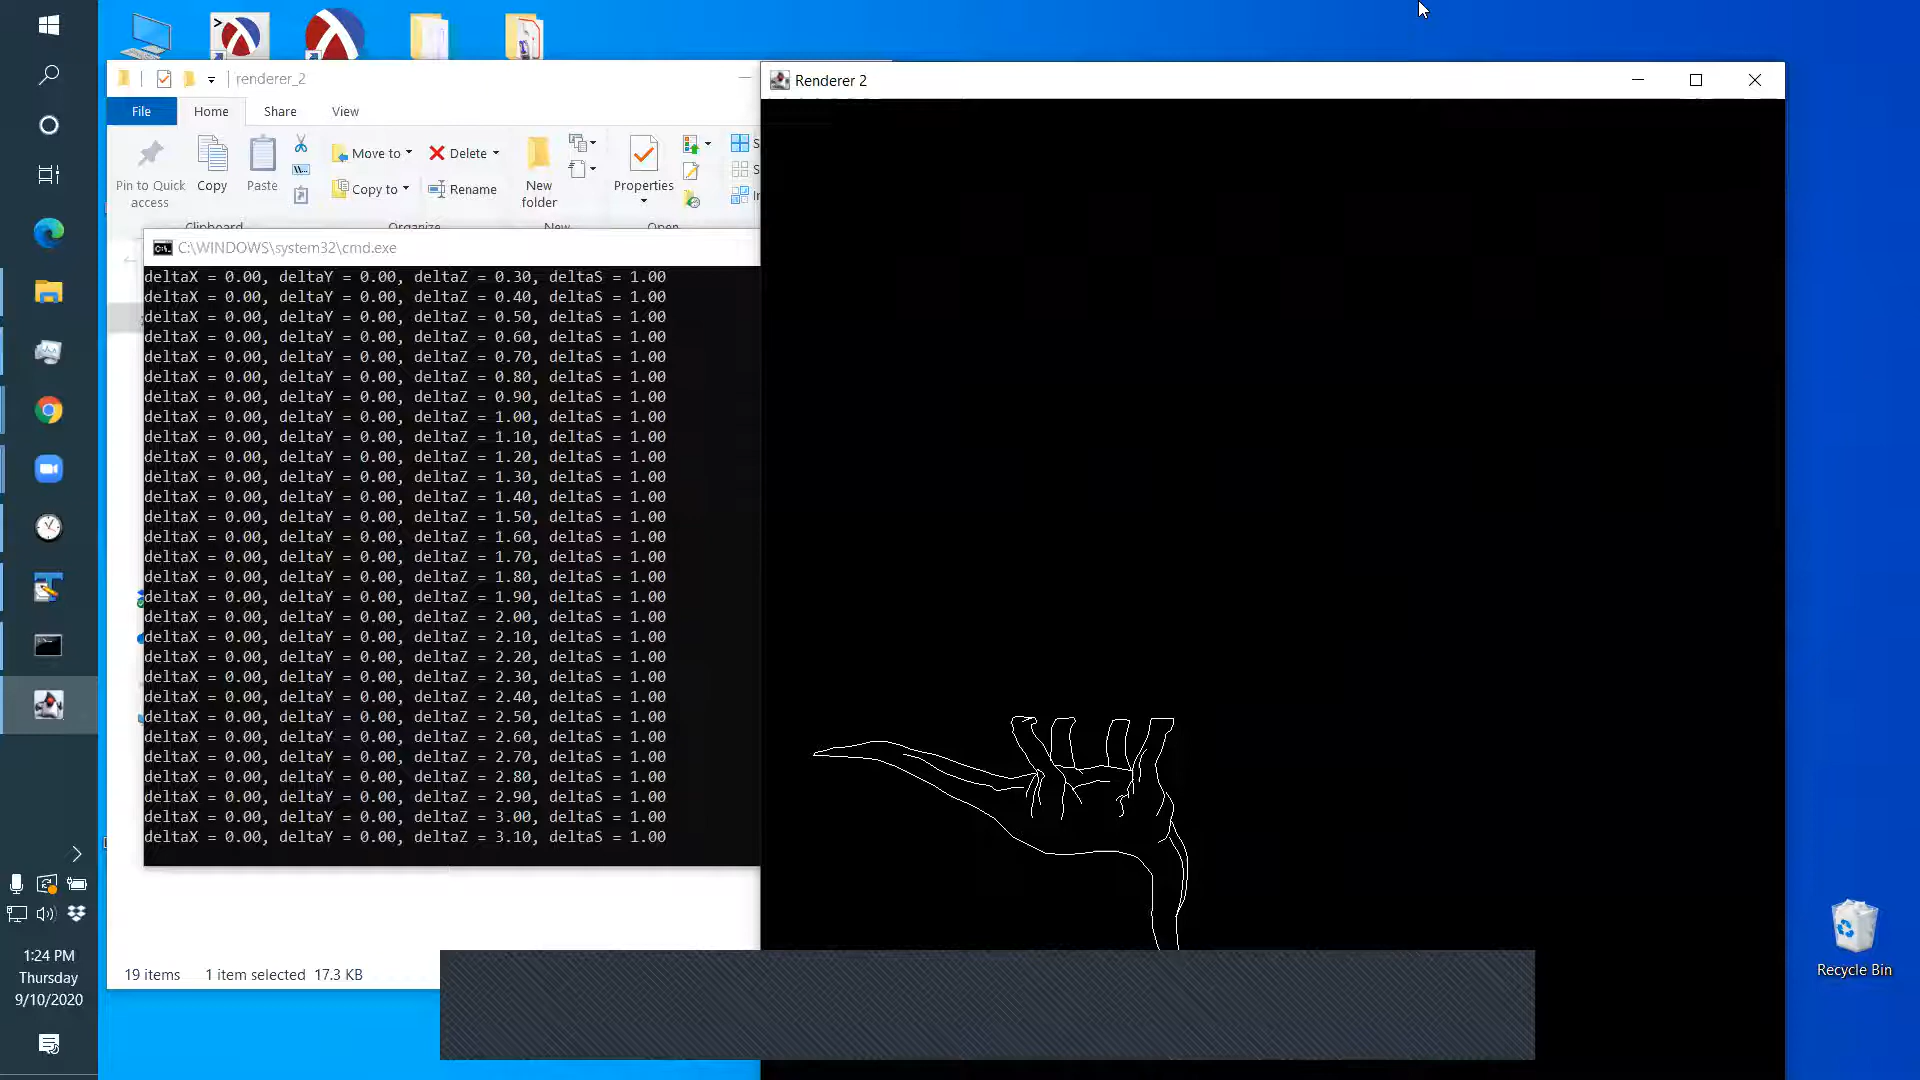 renderer_2
File
Home
Share
View
Pin to Quick
access
Copy
Paste
Move to
Copy to
Delete
Rename
New
folder
Properties
Clipboard
Organize
New
Open
C:\WINDOWS\system32\cmd.exe
deltaX = 0.00, deltaY = 0.00, deltaZ = 0.30, deltaS = 1.00
deltaX = 0.00, deltaY = 0.00, deltaZ = 0.40, deltaS = 1.00
deltaX = 0.00, deltaY = 0.00, deltaZ = 0.50, deltaS = 1.00
deltaX = 0.00, deltaY = 0.00, deltaZ = 0.60, deltaS = 1.00
deltaX = 0.00, deltaY = 0.00, deltaZ = 0.70, deltaS = 1.00
deltaX = 0.00, deltaY = 0.00, deltaZ = 0.80, deltaS = 1.00
deltaX = 0.00, deltaY = 0.00, deltaZ = 0.90, deltaS = 1.00
deltaX = 0.00, deltaY = 0.00, deltaZ = 1.00, deltaS = 1.00
deltaX = 0.00, deltaY = 0.00, deltaZ = 1.10, deltaS = 1.00
deltaX = 0.00, deltaY = 0.00, deltaZ = 1.20, deltaS = 1.00
deltaX = 0.00, deltaY = 0.00, deltaZ = 1.30, deltaS = 1.00
deltaX = 0.00, deltaY = 0.00, deltaZ = 1.40, deltaS = 1.00
deltaX = 0.00, deltaY = 0.00, deltaZ = 1.50, deltaS = 1.00
deltaX = 0.00, deltaY = 0.00, deltaZ = 1.60, deltaS = 1.00
deltaX = 0.00, deltaY = 0.00, deltaZ = 1.70, deltaS = 1.00
deltaX = 0.00, deltaY = 0.00, deltaZ = 1.80, deltaS = 1.00
deltaX = 0.00, deltaY = 0.00, deltaZ = 1.90, deltaS = 1.00
deltaX = 0.00, deltaY = 0.00, deltaZ = 2.00, deltaS = 1.00
deltaX = 0.00, deltaY = 0.00, deltaZ = 2.10, deltaS = 1.00
deltaX = 0.00, deltaY = 0.00, deltaZ = 2.20, deltaS = 1.00
deltaX = 0.00, deltaY = 0.00, deltaZ = 2.30, deltaS = 1.00
deltaX = 0.00, deltaY = 0.00, deltaZ = 2.40, deltaS = 1.00
deltaX = 0.00, deltaY = 0.00, deltaZ = 2.50, deltaS = 1.00
deltaX = 0.00, deltaY = 0.00, deltaZ = 2.60, deltaS = 1.00
deltaX = 0.00, deltaY = 0.00, deltaZ = 2.70, deltaS = 1.00
deltaX = 0.00, deltaY = 0.00, deltaZ = 2.80, deltaS = 1.00
deltaX = 0.00, deltaY = 0.00, deltaZ = 2.90, deltaS = 1.00
deltaX = 0.00, deltaY = 0.00, deltaZ = 3.00, deltaS = 1.00
deltaX = 0.00, deltaY = 0.00, deltaZ = 3.10, deltaS = 1.00
19 items 1 item selected 17.3 KB
Renderer 2
Recycle Bin
1:24 PM
Thursday
9/10/2020